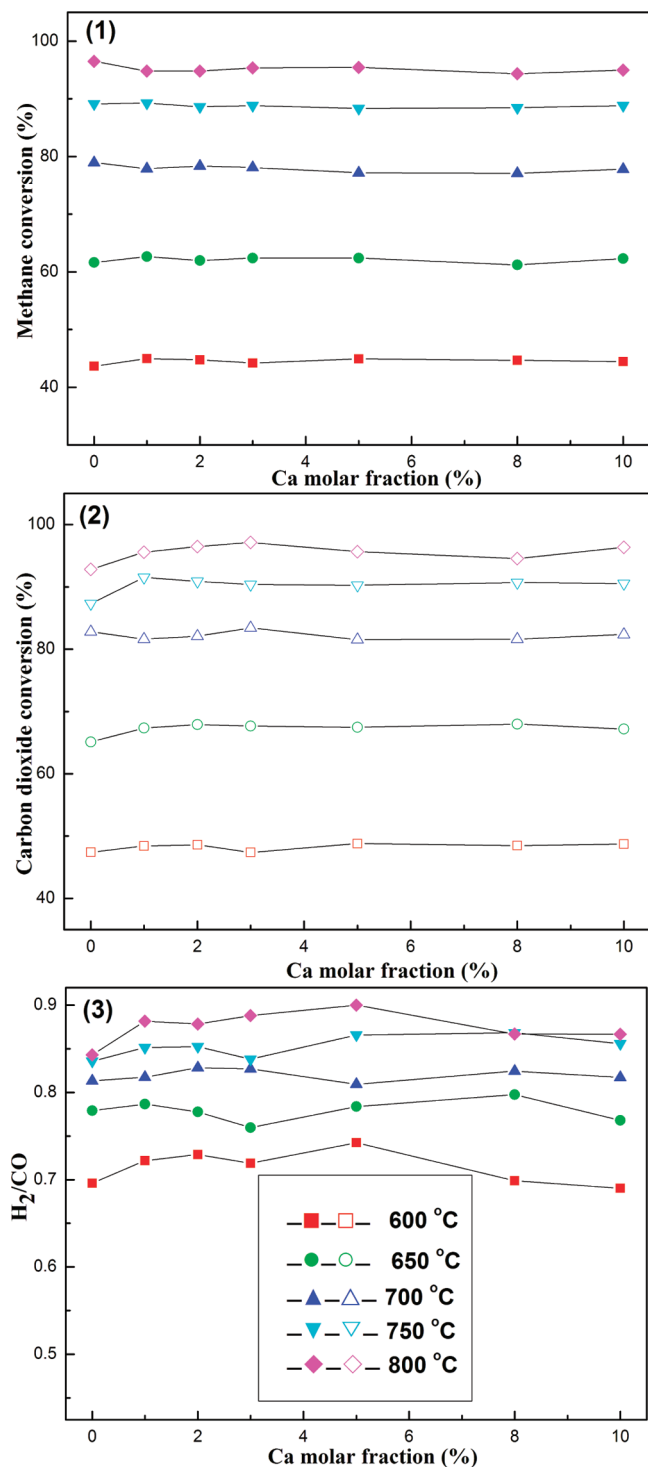 (1)
100
80
60
40
Methane conversion (%)
0 2 4 6 8 10
Ca molar fraction (%)
(2)
100
80
60
40
Carbon dioxide conversion (%)
0 2 4 6 8 10
Ca molar fraction (%)
(3)
0.9
0.8
0.7
0.6
0.5
H2/CO
600 °C
650 °C
700 °C
750 °C
800 °C
0 2 4 6 8 10
Ca molar fraction (%)